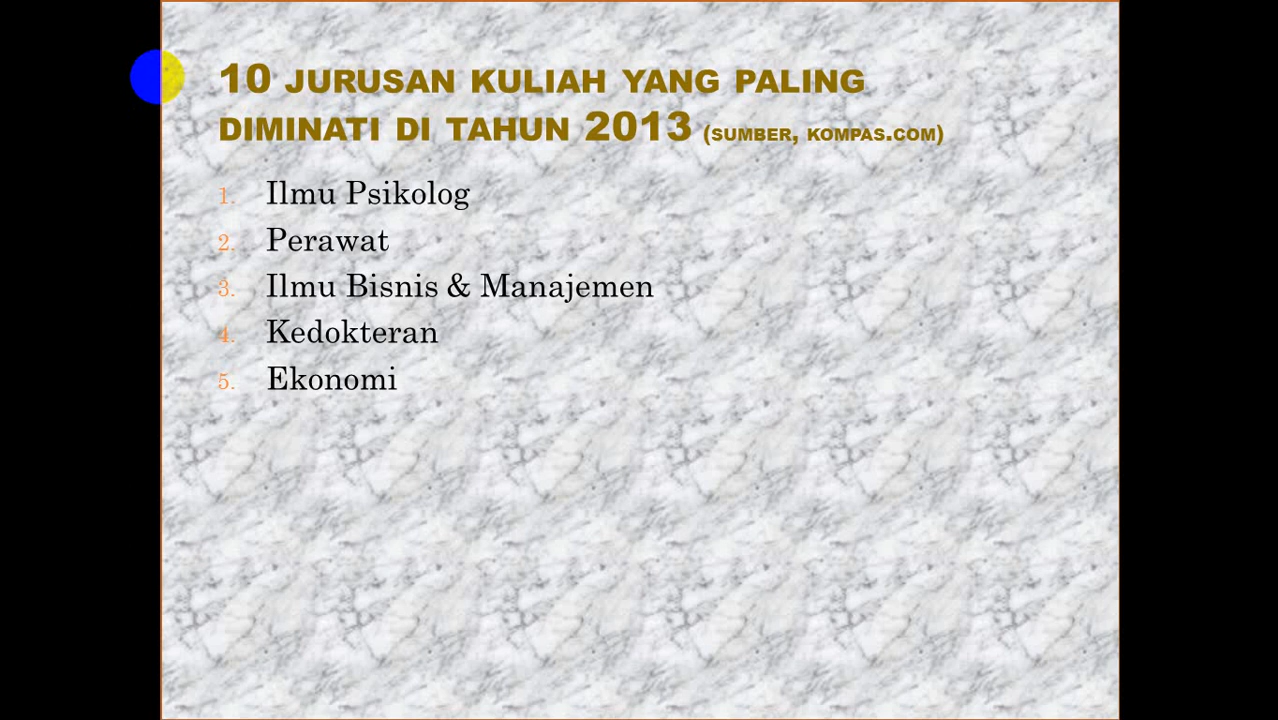 10 JURUSAN KULIAH YANG PALING
DIMINATI DI TAHUN 2013 (SUMBER, KOMPAS.COM)
1. Ilmu Psikolog
2. Perawat
3. Ilmu Bisnis & Manajemen
4. Kedokteran
5. Ekonomi